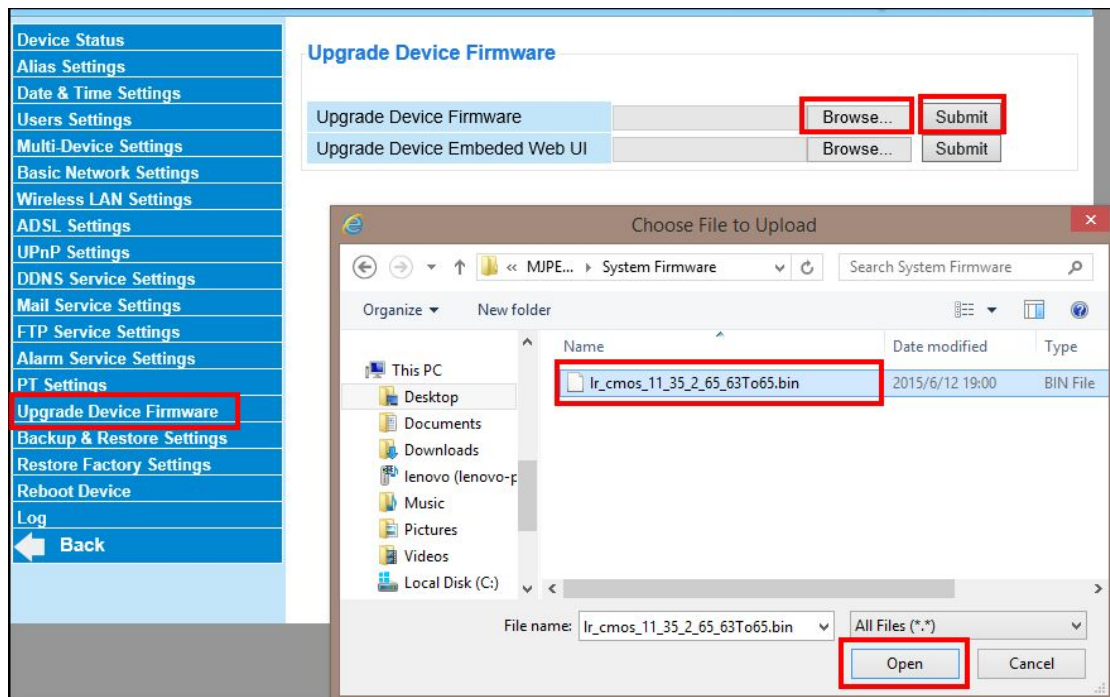 Device Status
Alias Settings
Date & Time Settings
Users Settings
Multi-Device Settings
Basic Network Settings
Wireless LAN Settings
ADSL Settings
UPnP Settings
DDNS Service Settings
Mail Service Settings
FTP Service Settings
Alarm Service Settings
PT Settings
Upgrade Device Firmware
Backup & Restore Settings
Restore Factory Settings
Reboot Device
Log
Back
Upgrade Device Firmware
Upgrade Device Firmware Browse... Submit
Upgrade Device Embeded Web UI Browse... Submit
Choose File to Upload
« MJPE... System Firmware Search System Firmware
Organize New folder
Name Date modified Type
lr_cmos_11_35_2_65_63To65.bin 2015/6/12 19:00 BIN File
This PC
Desktop
Documents
Downloads
lenovo (lenovo-p
Music
Pictures
Videos
Local Disk (C:)
File name: lr_cmos_11_35_2_65_63To65.bin All Files (*.*)
Open Cancel